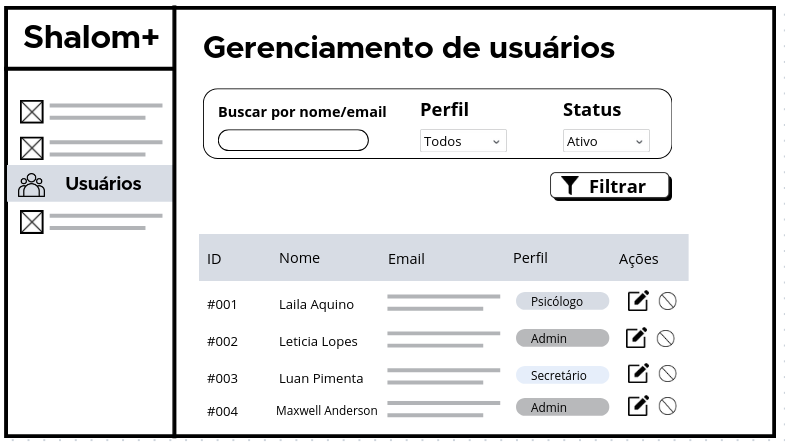 Shalom+
Gerenciamento de usuários
Buscar por nome/email
Perfil
Status
Todos
Ativo
Usuários
Filtrar
ID Nome Email Perfil Ações
#001 Laila Aquino Psicólogo
#002 Leticia Lopes Admin
#003 Luan Pimenta Secretário
#004 Maxwell Anderson Admin